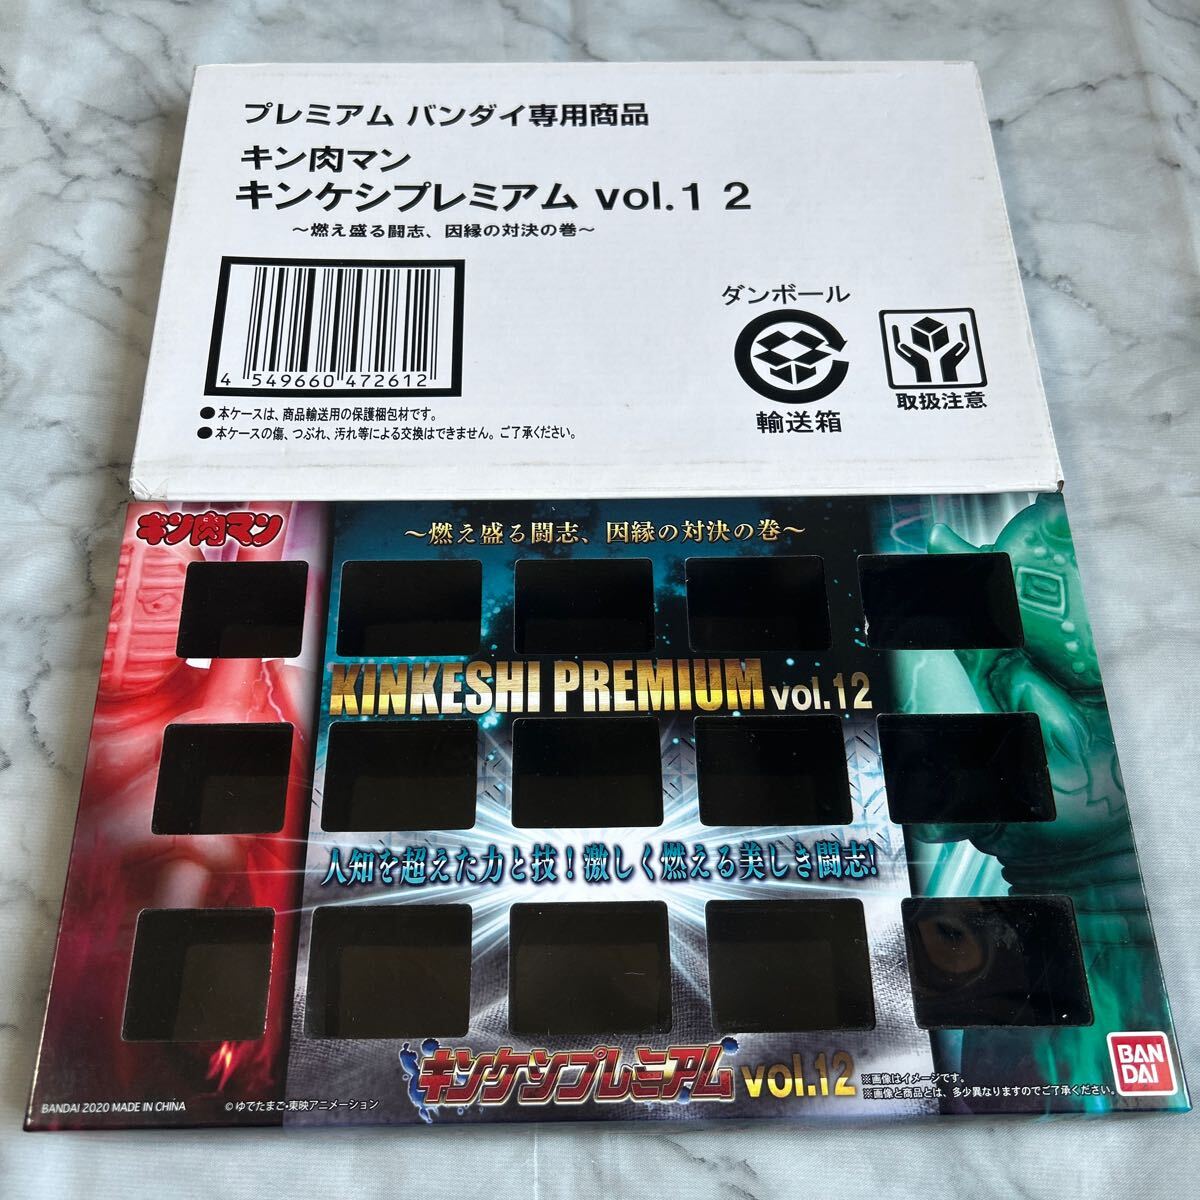 プレミアム バンダイ専用商品
キン肉マン
キンケシプレミアム vol.1 2
～燃え盛る闘志、因縁の対決の巻～
4 549660 472612
ダンボール
輸送箱
取扱注意
●本ケースは、商品輸送用の保護梱包材です。
●本ケースの傷、つぶれ、汚れ等による交換はできません。ご了承ください。
キン肉マン
～燃え盛る闘志、因縁の対決の巻～
KINKESHI PREMIUM vol.12
人知を超えた力と技！激しく燃える美しき闘志!
キンケシプレミアム vol.12
※画像はイメージです。
※画像と商品とは、多少異なりますのでご了承ください。
BAN
DAI
BANDAI 2020 MADE IN CHINA
©ゆでたまご・東映アニメーション